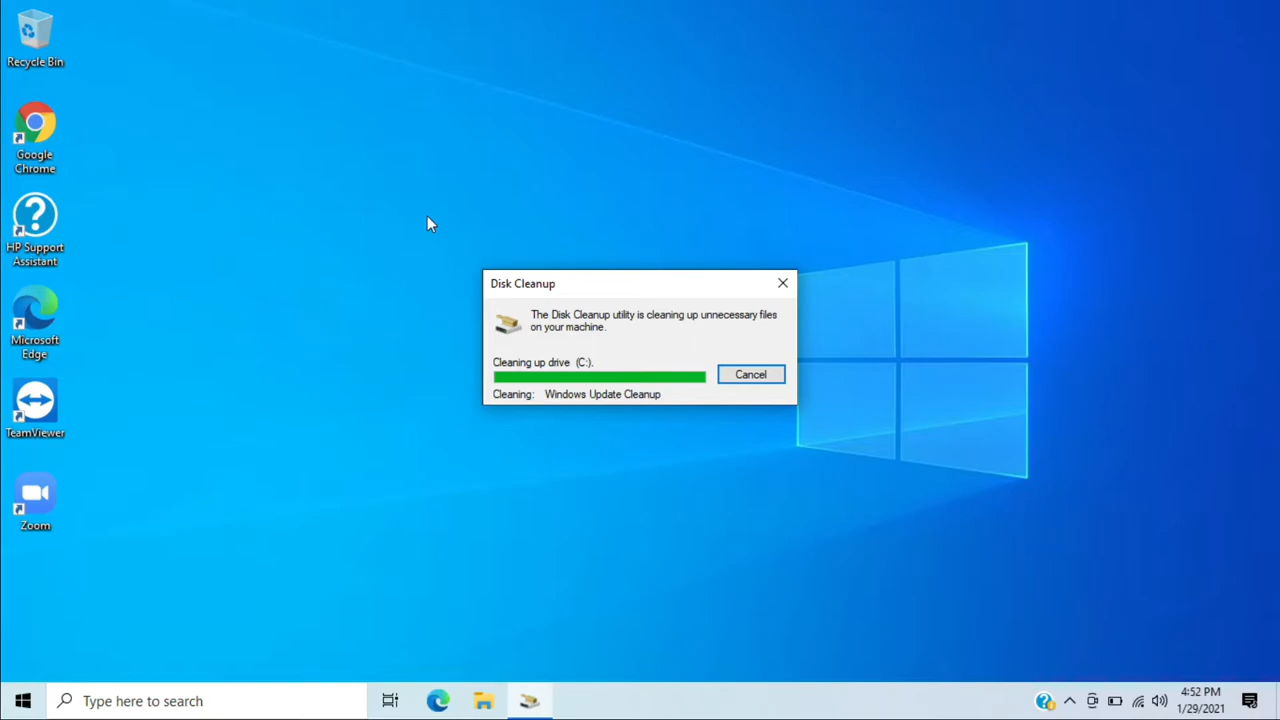 Recycle Bin
Google
Chrome
HP Support
Assistant
Microsoft
Edge
TeamViewer
Zoom
Disk Cleanup
The Disk Cleanup utility is cleaning up unnecessary files
on your machine.
Cleaning up drive (C:).
Cancel
Cleaning: Windows Update Cleanup
Type here to search
4:52 PM
1/29/2021